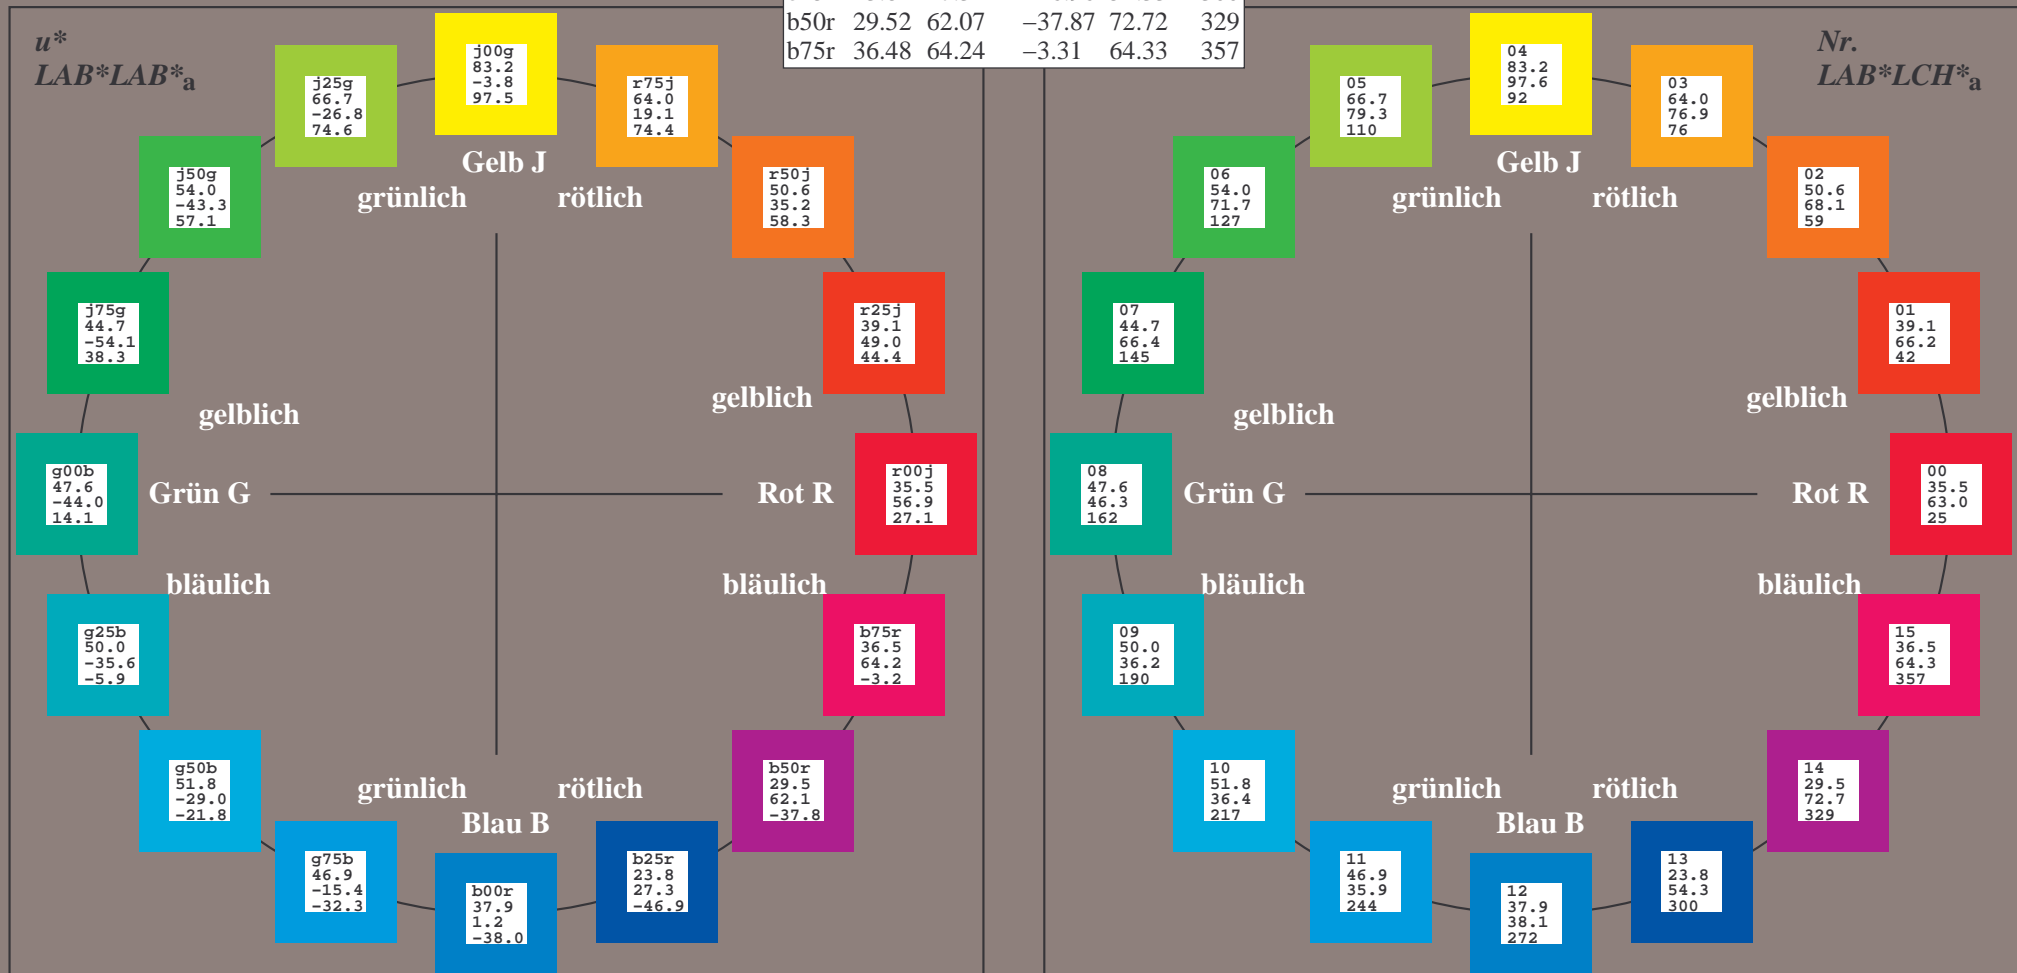 b50r 29.52 62.07 −37.87 72.72 329
b75r 36.48 64.24 −3.31 64.33 357
u*
LAB*LAB*a
j00g
83.2
-3.8
97.5
r75j
64.0
19.1
74.4
r50j
50.6
35.2
58.3
r25j
39.1
49.0
44.4
r00j
35.5
56.9
27.1
b75r
36.5
64.2
-3.2
b50r
29.5
62.1
-37.8
b25r
23.8
27.3
-46.9
b00r
37.9
1.2
-38.0
g75b
46.9
-15.4
-32.3
g50b
51.8
-29.0
-21.8
g25b
50.0
-35.6
-5.9
g00b
47.6
-44.0
14.1
j75g
44.7
-54.1
38.3
j50g
54.0
-43.3
57.1
j25g
66.7
-26.8
74.6
Gelb J
grünlich rötlich
gelblich
gelblich
Grün G
Rot R
bläulich
bläulich
grünlich rötlich
Blau B
Nr.
LAB*LCH*a
04
83.2
97.6
92
03
64.0
76.9
76
02
50.6
68.1
59
01
39.1
66.2
42
00
35.5
63.0
25
15
36.5
64.3
357
14
29.5
72.7
329
13
23.8
54.3
300
12
37.9
38.1
272
11
46.9
35.9
244
10
51.8
36.4
217
09
50.0
36.2
190
08
47.6
46.3
162
07
44.7
66.4
145
06
54.0
71.7
127
05
66.7
79.3
110
Gelb J
grünlich rötlich
gelblich
gelblich
Grün G
Rot R
bläulich
bläulich
grünlich rötlich
Blau B